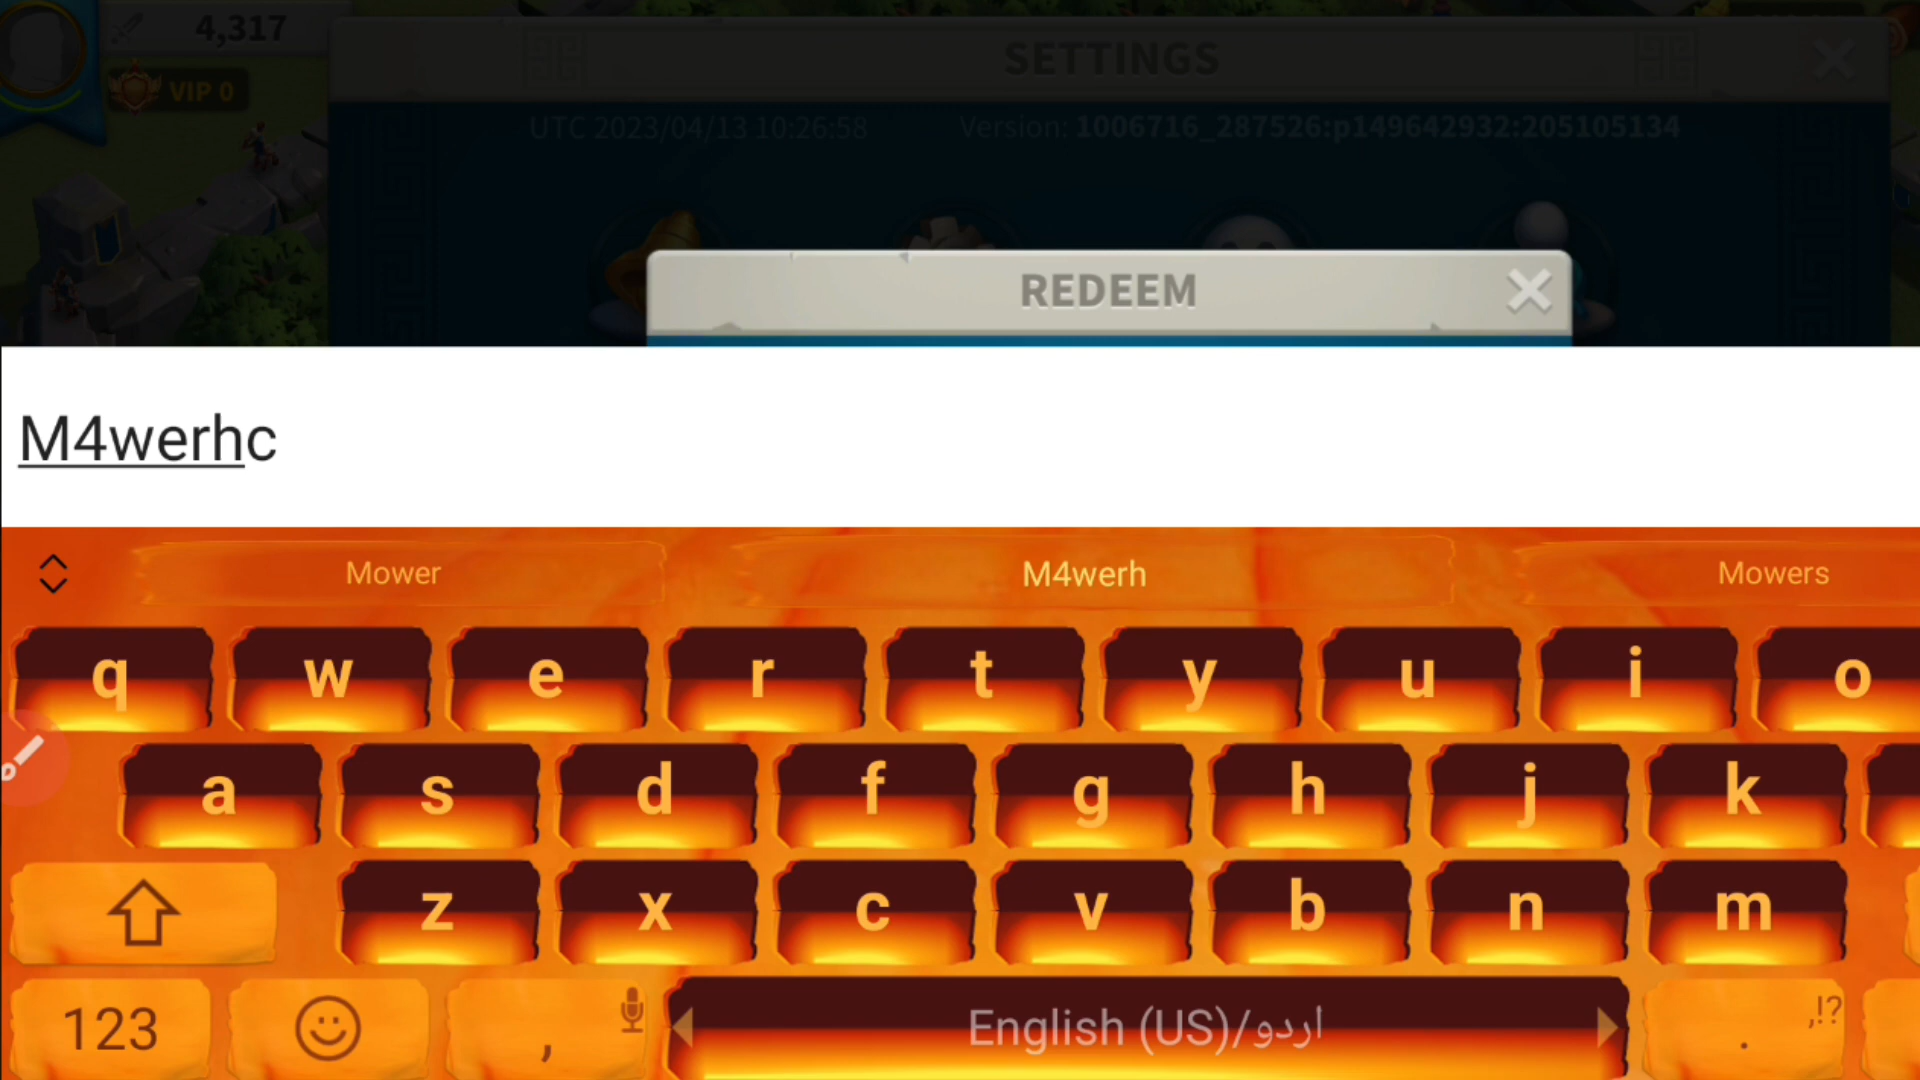 4,317
SETTINGS
VIP 0
UTC 2023/04/13 10:26:58 Version: 1006716_287526:p149642932:205105134
REDEEM
M4werhc
Mower M4werh Mowers
q w e r t y u i o
a s d f g h j k
z x c v b n m
123 , English (US)/اردو . ,!?